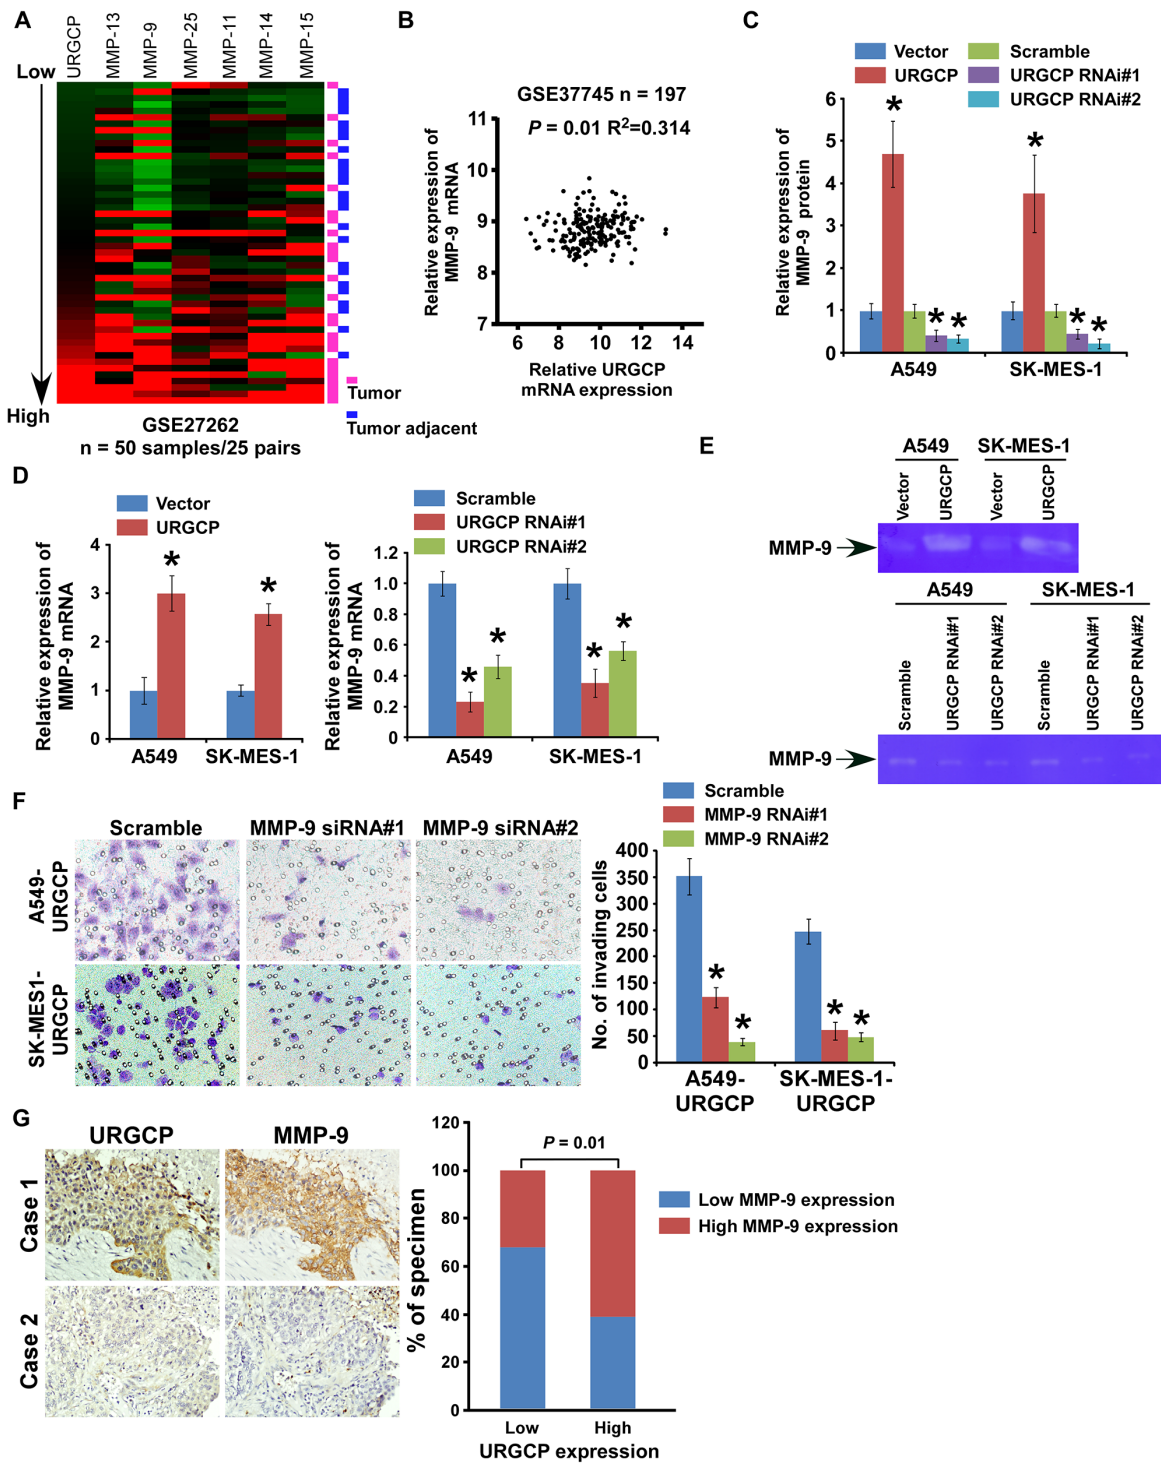 A
URGCP
MMP-13
MMP-9
MMP-25
MMP-11
MMP-14
MMP-15
Low
High
Tumor
Tumor adjacent
GSE27262
n = 50 samples/25 pairs
B
GSE37745 n = 197
P = 0.01 R²=0.314
Relative expression of
MMP-9 mRNA
11
10
9
8
7
6 8 10 12 14
Relative URGCP
mRNA expression
C
Vector
URGCP
Scramble
URGCP RNAi#1
URGCP RNAi#2
Relative expression of
MMP-9 protein
6
5
4
3
2
1
0
* * * * * *
A549 SK-MES-1
D
Vector
URGCP
Relative expression of
MMP-9 mRNA
4
3
2
1
0
* *
A549 SK-MES-1
Scramble
URGCP RNAi#1
URGCP RNAi#2
Relative expression of
MMP-9 mRNA
1.2
1.0
0.8
0.6
0.4
0.2
0
* * * *
A549 SK-MES-1
E
A549 SK-MES-1
Vector
URGCP
Vector
URGCP
MMP-9
A549 SK-MES-1
Scramble
URGCP RNAi#1
URGCP RNAi#2
Scramble
URGCP RNAi#1
URGCP RNAi#2
MMP-9
F
Scramble MMP-9 siRNA#1 MMP-9 siRNA#2
A549-
URGCP
SK-MES1-
URGCP
Scramble
MMP-9 RNAi#1
MMP-9 RNAi#2
No. of invading cells
400
350
300
250
200
150
100
50
0
* * * *
A549-
URGCP
SK-MES-1-
URGCP
G
URGCP MMP-9
Case 1
Case 2
% of specimen
120
100
80
60
40
20
0
P = 0.01
Low High
URGCP expression
Low MMP-9 expression
High MMP-9 expression